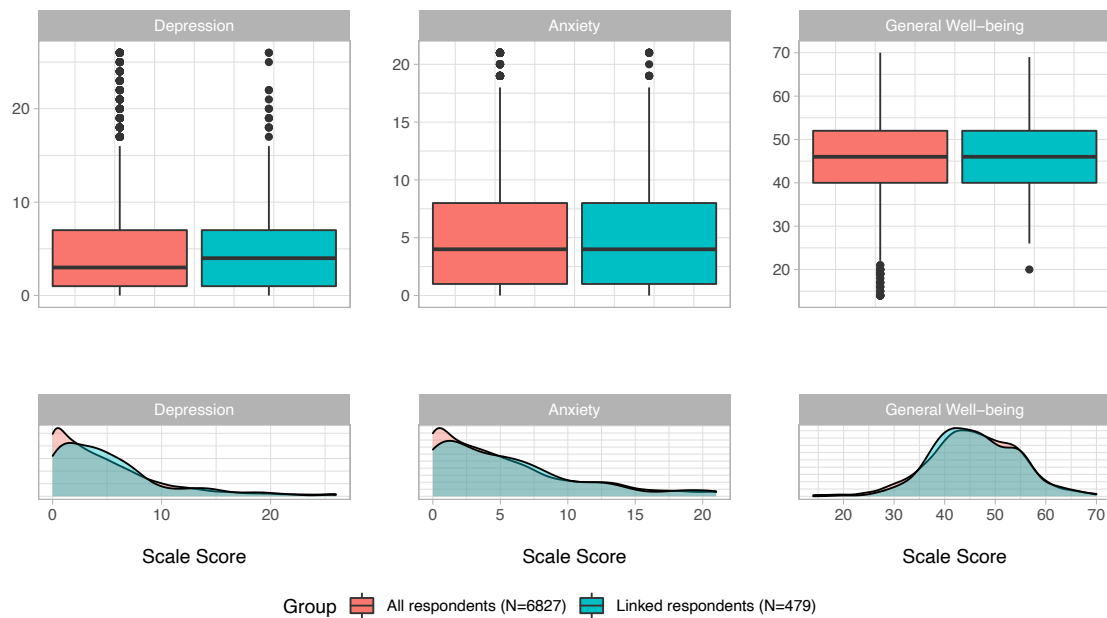 Depression Anxiety General Well-being
20
10
0
20
15
10
5
0
70
60
50
40
30
20
Depression Anxiety General Well-being
0 10 20
0 5 10 15 20
20 30 40 50 60 70
Scale Score Scale Score Scale Score
Group All respondents (N=6827) Linked respondents (N=479)